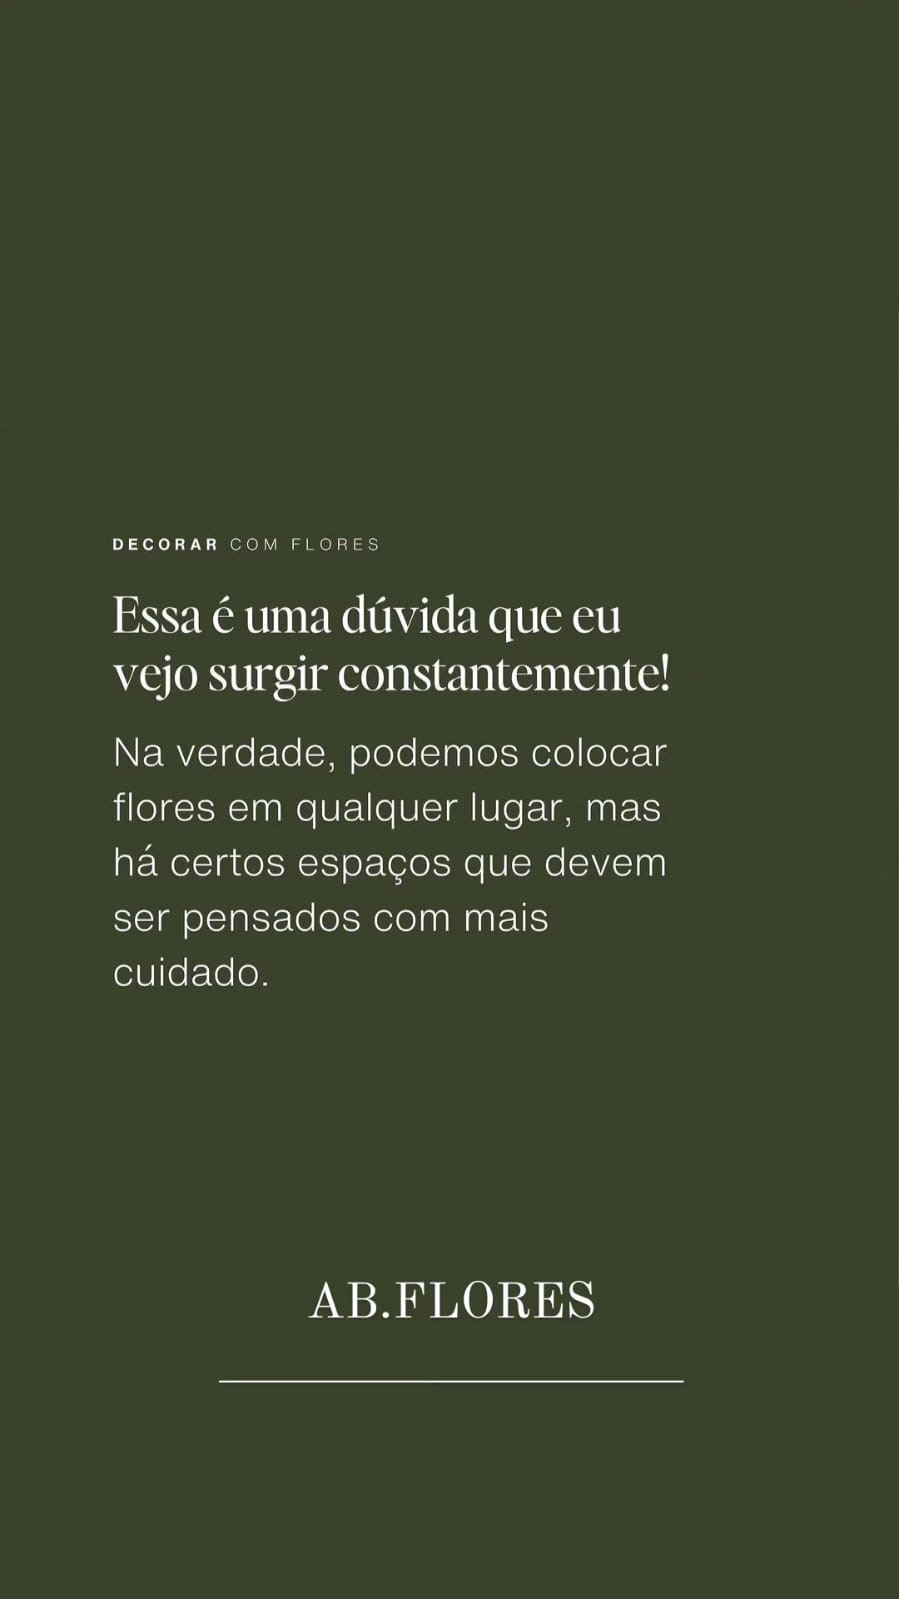 DECORAR COM FLORES
Essa é uma dúvida que eu
vejo surgir constantemente!
Na verdade, podemos colocar
flores em qualquer lugar, mas
há certos espaços que devem
ser pensados com mais
cuidado.
AB.FLORES